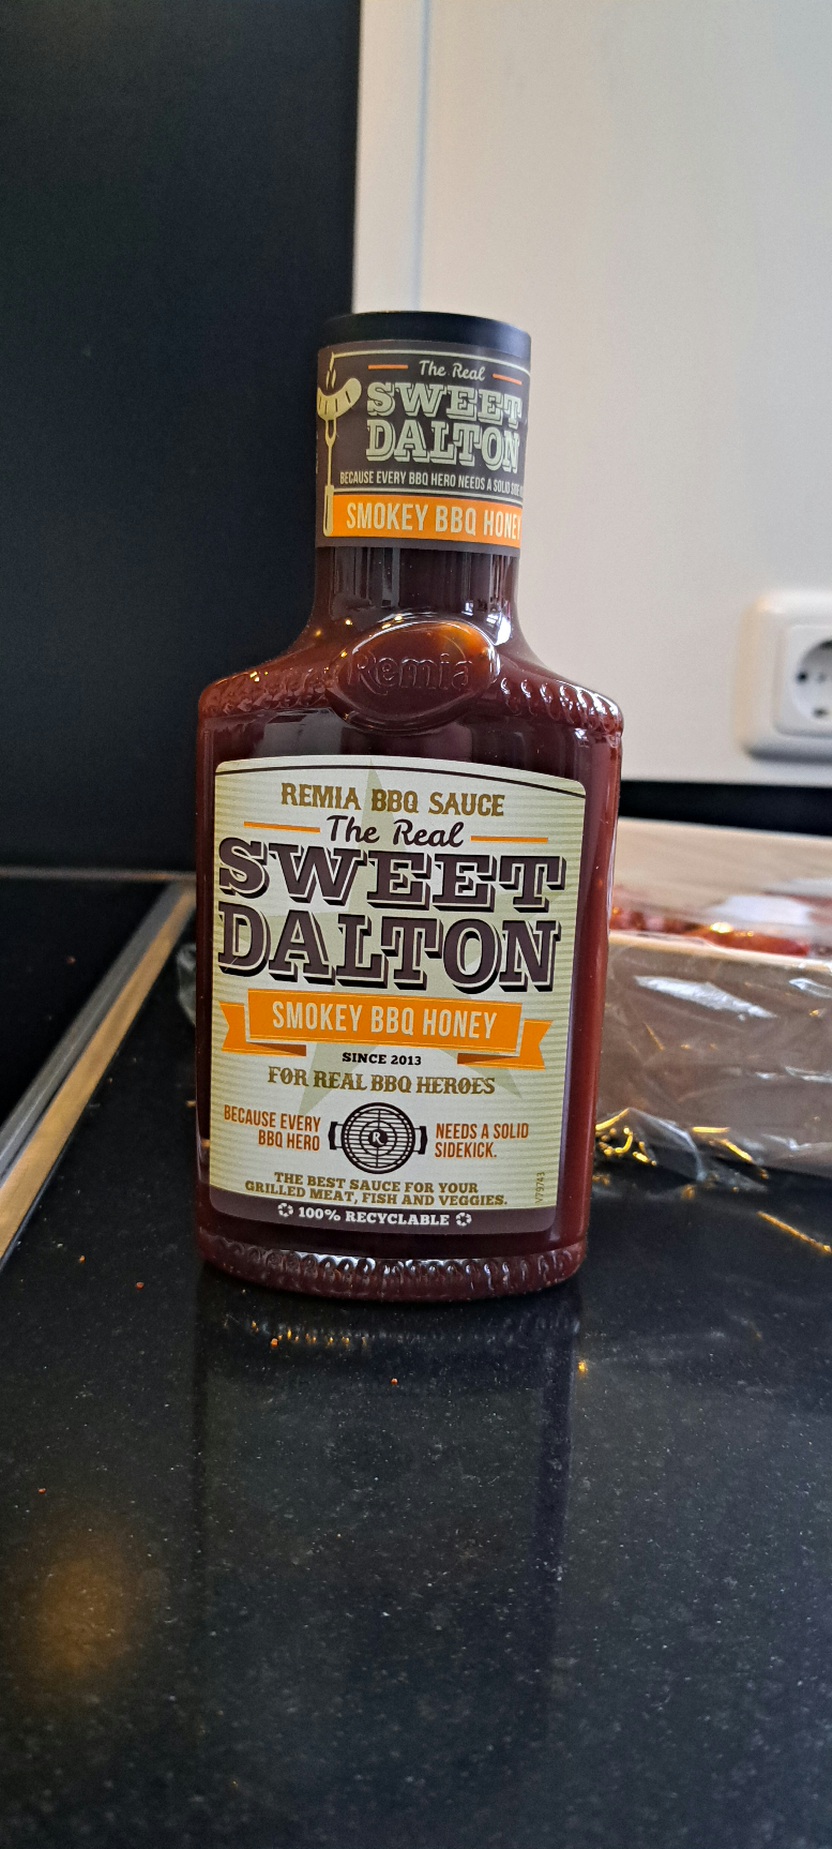 The Real
SWEET
DALTON
BECAUSE EVERY BBQ HERO NEEDS A SOLID
SMOKEY BBQ HONEY
Remia
REMIA BBQ SAUCE
The Real
SWEET
DALTON
SMOKEY BBQ HONEY
SINCE 2013
FOR REAL BBQ HEROES
BECAUSE EVERY
BBQ HERO
R
NEEDS A SOLID
SIDEKICK.
THE BEST SAUCE FOR YOUR
GRILLED MEAT, FISH AND VEGGIES.
V79743
100% RECYCLABLE